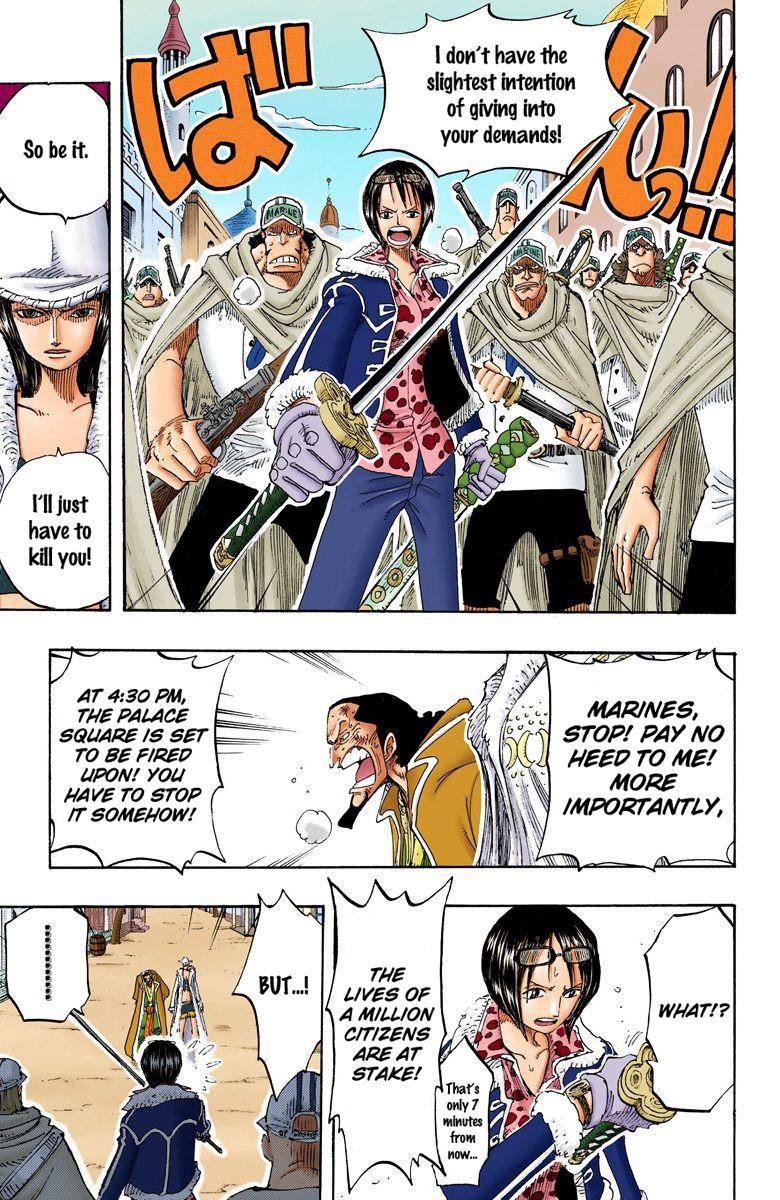 I don't have the
slightest intention
of giving into
your demands!
ばんっ!!
MARINE
MARINE
So be it.
I'll just
have to
kill you!
MARINES,
STOP! PAY NO
HEED TO ME!
MORE
IMPORTANTLY,
AT 4:30 PM,
THE PALACE
SQUARE IS SET
TO BE FIRED
UPON! YOU
HAVE TO STOP
IT SOMEHOW!
WHAT!?
That's
only 7
minutes
from
now...
THE
LIVES OF
A MILLION
CITIZENS
ARE AT
STAKE!
BUT...!
..........